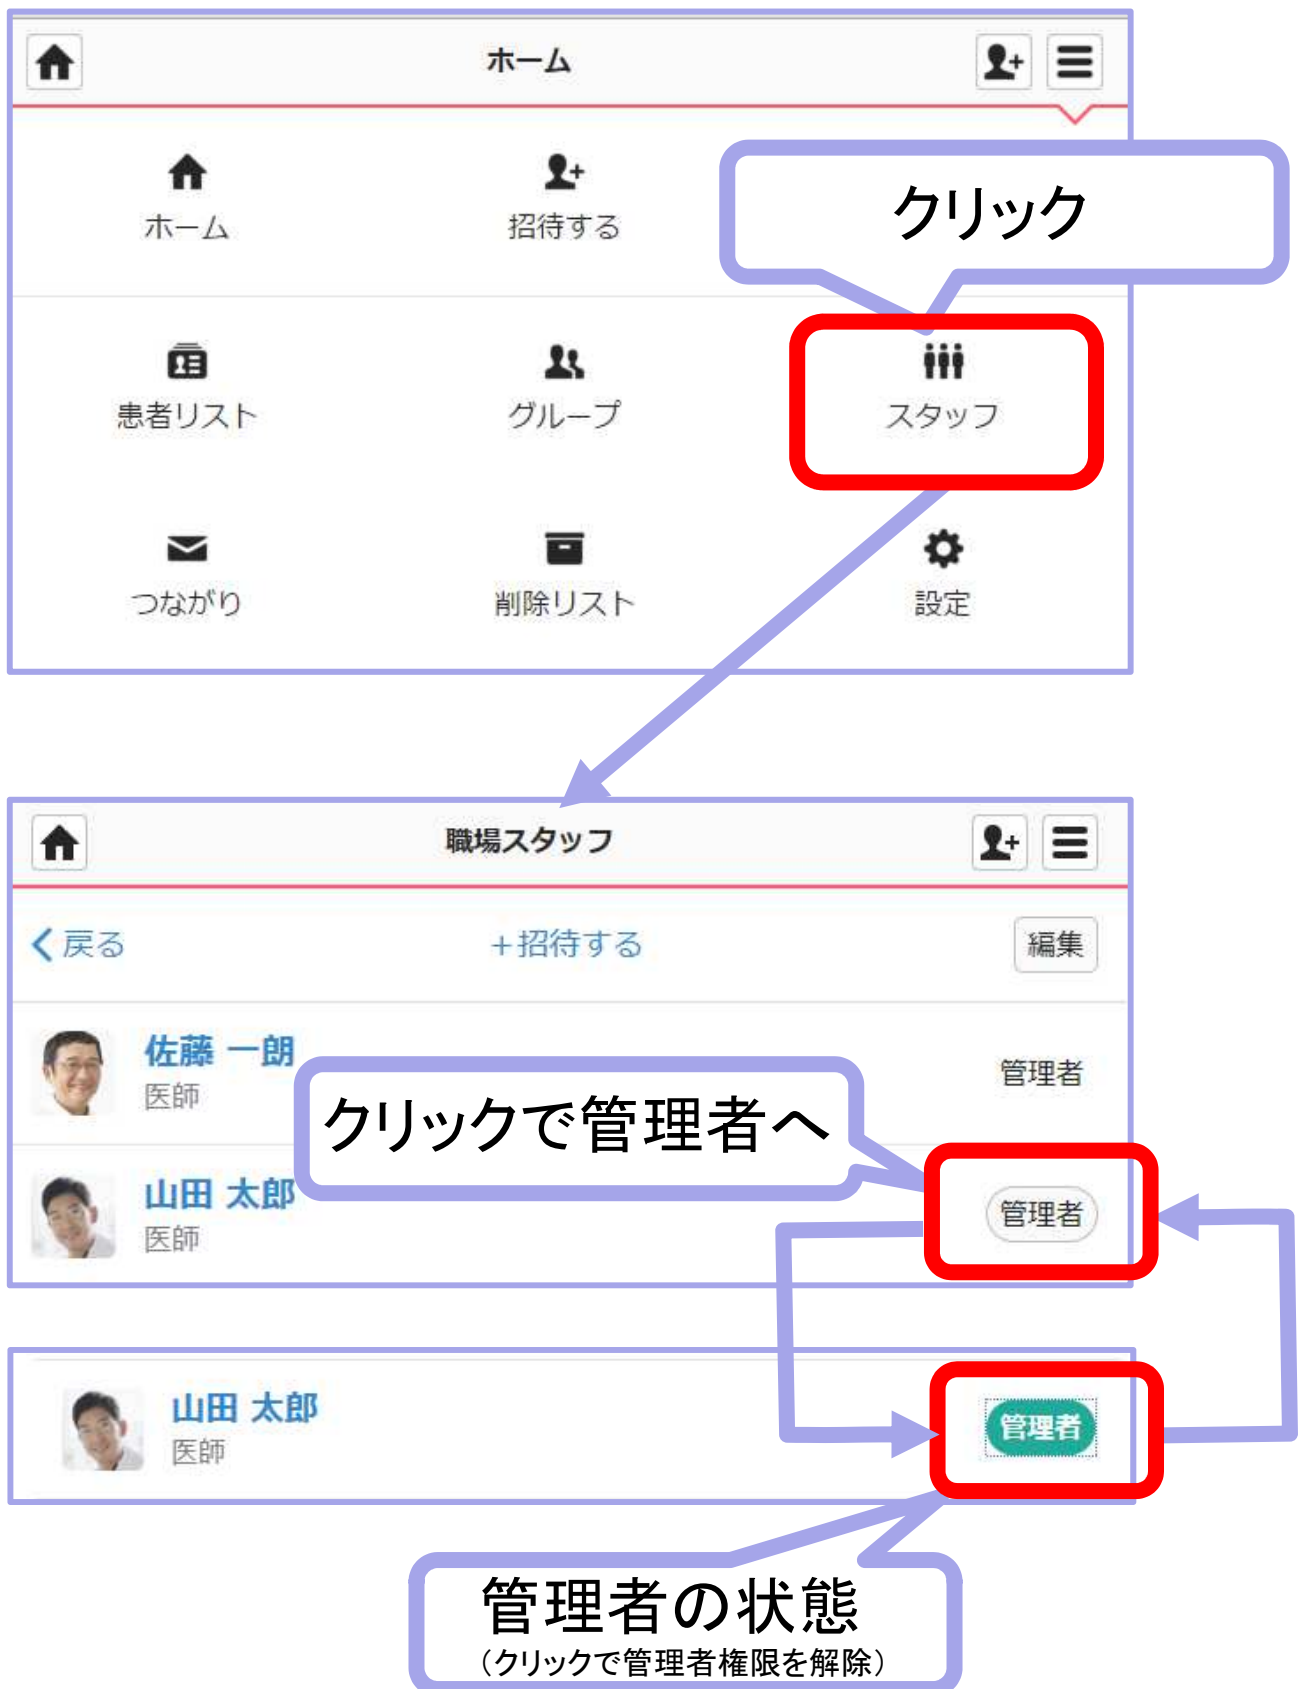 ホーム
ホーム
招待する
クリック
患者リスト
グループ
スタッフ
つながり
削除リスト
設定
職場スタッフ
戻る
+招待する
編集
佐藤 一朗
医師
管理者
クリックで管理者へ
山田 太郎
医師
管理者
山田 太郎
医師
管理者
管理者の状態
（クリックで管理者権限を解除）